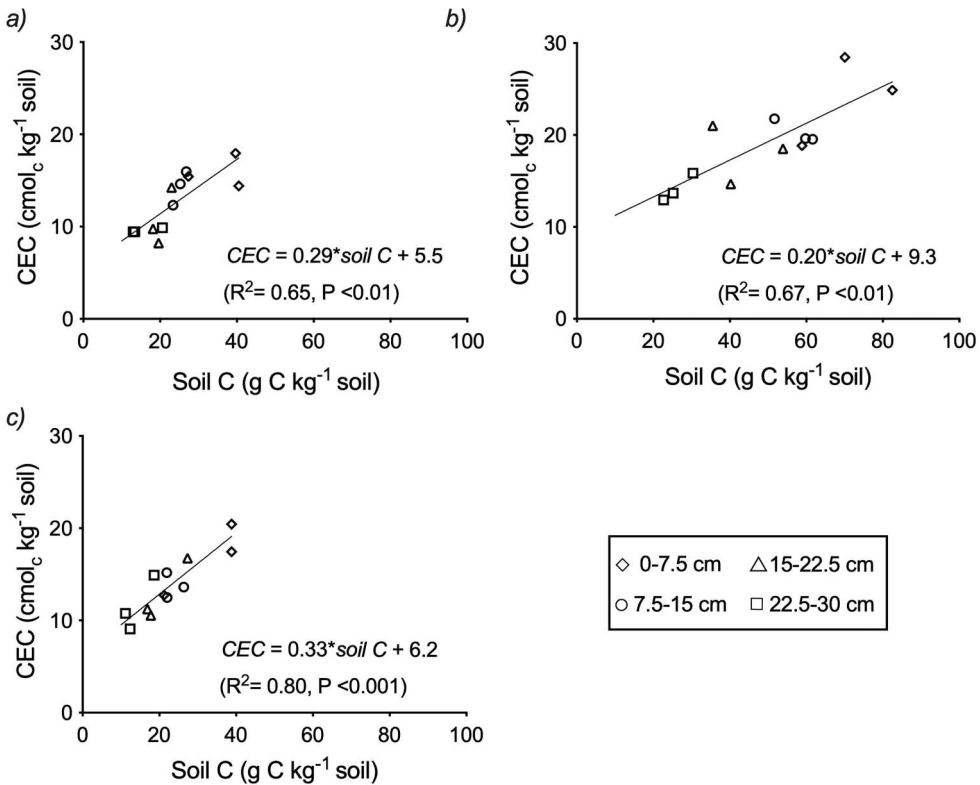 a)
CEC (cmol_c kg⁻¹ soil)
30
20
10
0
CEC = 0.29*soil C + 5.5
(R²= 0.65, P <0.01)
0 20 40 60 80 100
Soil C (g C kg⁻¹ soil)
b)
CEC (cmol_c kg⁻¹ soil)
30
20
10
0
CEC = 0.20*soil C + 9.3
(R²= 0.67, P <0.01)
0 20 40 60 80 100
Soil C (g C kg⁻¹ soil)
c)
CEC (cmol_c kg⁻¹ soil)
30
20
10
0
CEC = 0.33*soil C + 6.2
(R²= 0.80, P <0.001)
0 20 40 60 80 100
Soil C (g C kg⁻¹ soil)
0-7.5 cm 15-22.5 cm
7.5-15 cm 22.5-30 cm